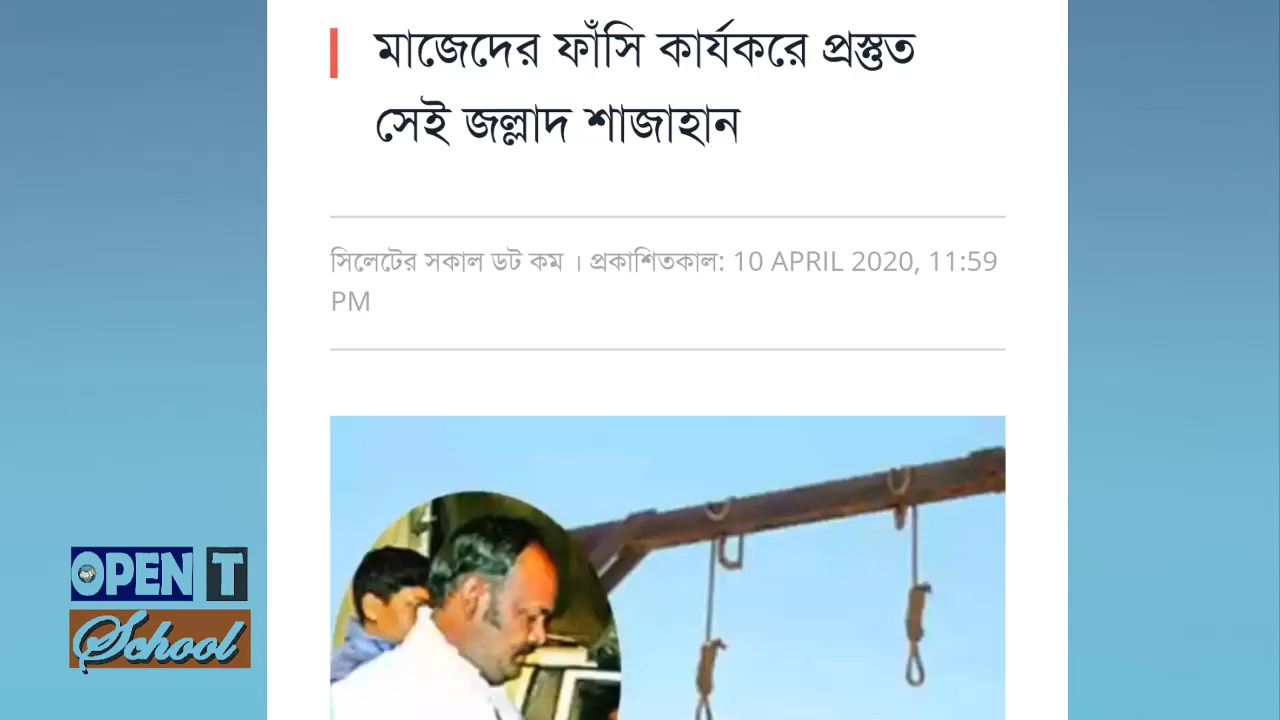 মাজেদের ফাঁসি কার্যকরে প্রস্তুত
সেই জল্লাদ শাজাহান
সিলেটের সকাল ডট কম । প্রকাশিতকাল: 10 APRIL 2020, 11:59
PM
OPEN T
School